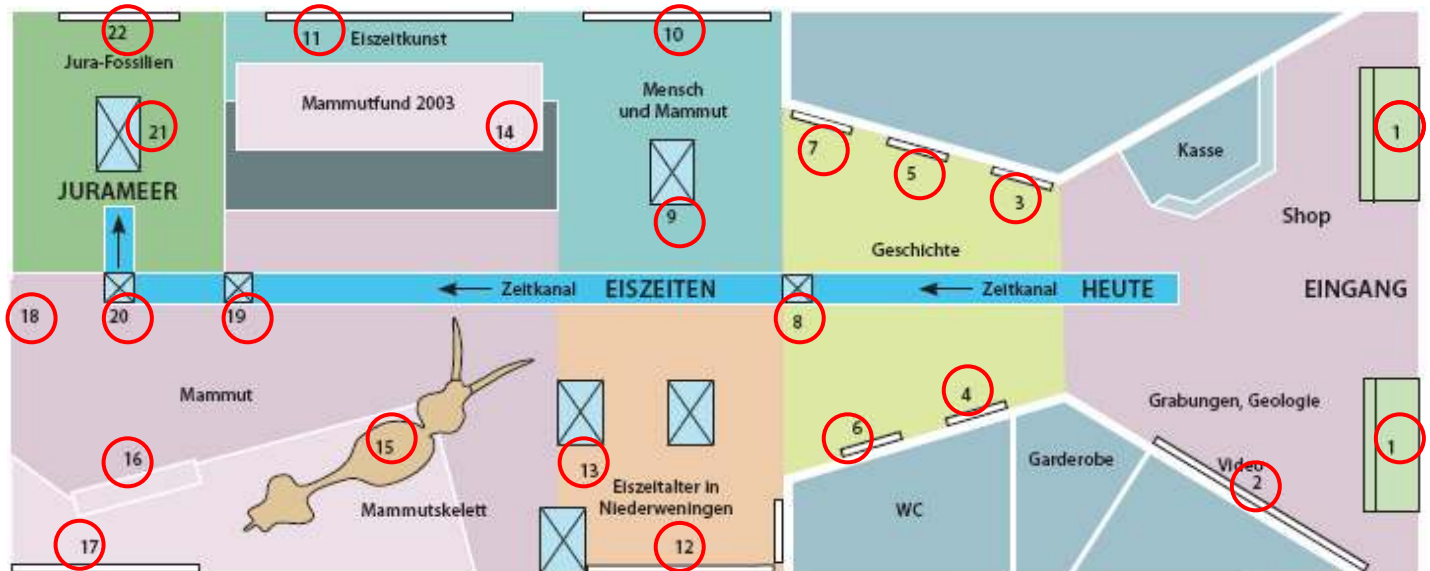 22
Jura-Fossilien
21
JURAMEER
11
Eiszeitkunst
Mammutfund 2003
14
10
Mensch
und Mammut
9
7
5
3
Geschichte
Kasse
1
Shop
EINGANG
HEUTE
Zeitkanal
EISZEITEN
Zeitkanal
18
20
19
8
Mammut
16
15
17
Mammutskelett
13
Eiszeitalter in
Niederweningen
12
6
4
WC
Garderobe
Grabungen, Geologie
Video
2
1